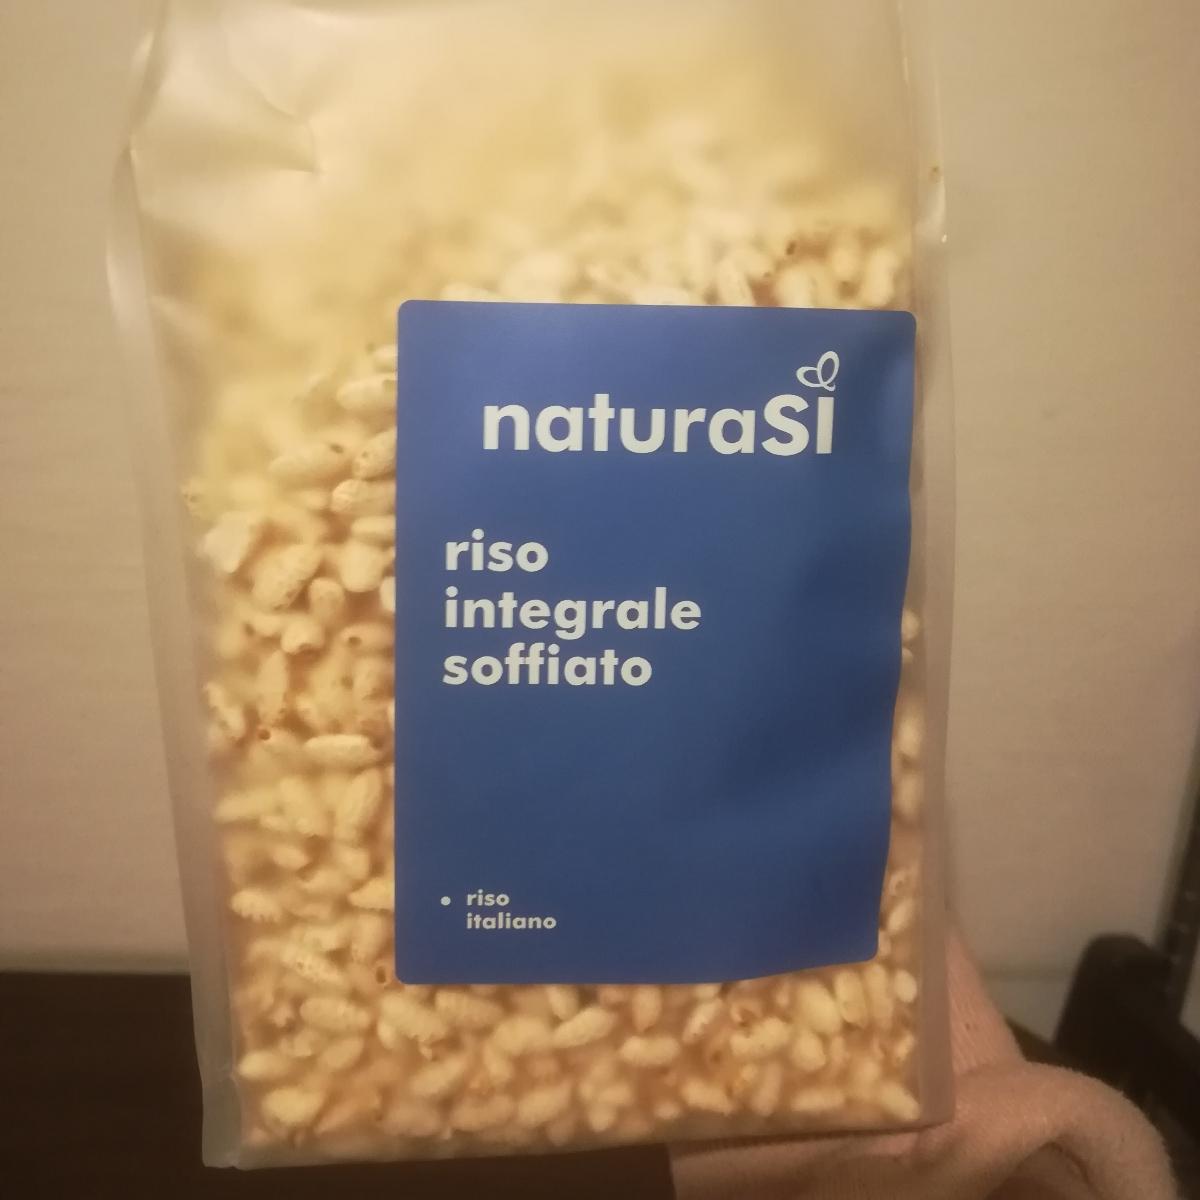 naturaSì
riso
integrale
soffiato
• riso
italiano